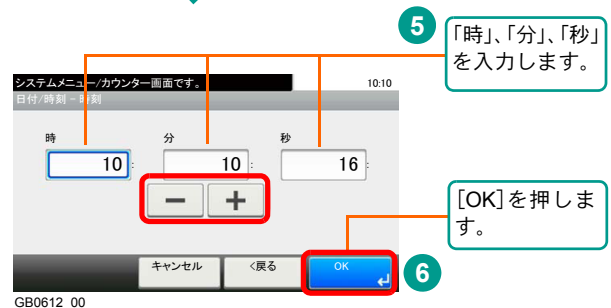 5
「時」、「分」、「秒」
を入力します。
システムメニュー/カウンター画面です。
10:10
日付/時刻 - 時刻
時 分 秒
10 : 10 : 16 :
− +
[OK]を押しま
す。
キャンセル <戻る OK
6
GB0612_00